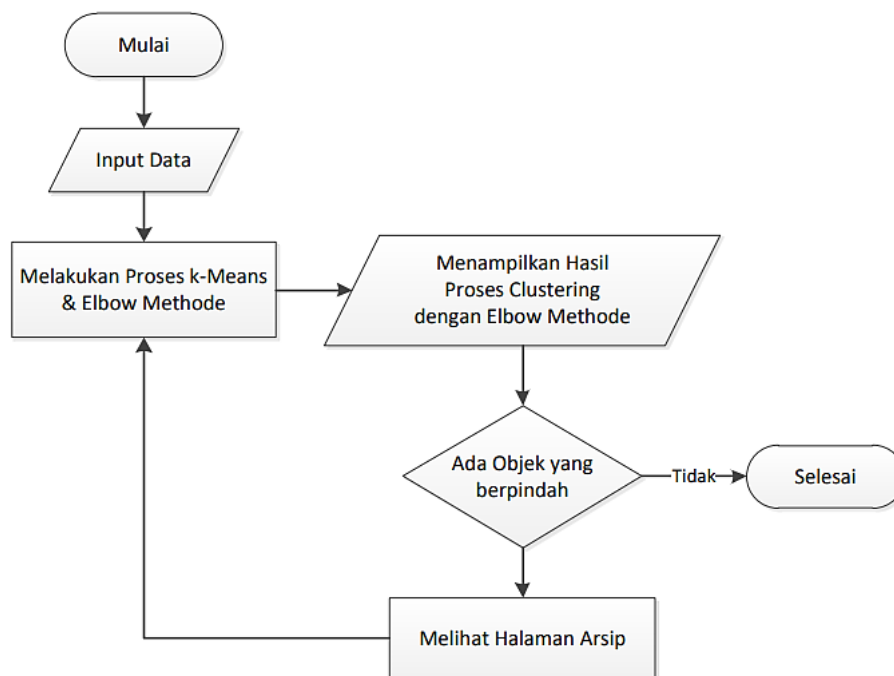 Mulai
Input Data
Melakukan Proses k-Means
& Elbow Methode
Menampilkan Hasil
Proses Clustering
dengan Elbow Methode
Ada Objek yang
berpindah
Tidak
Selesai
Melihat Halaman Arsip